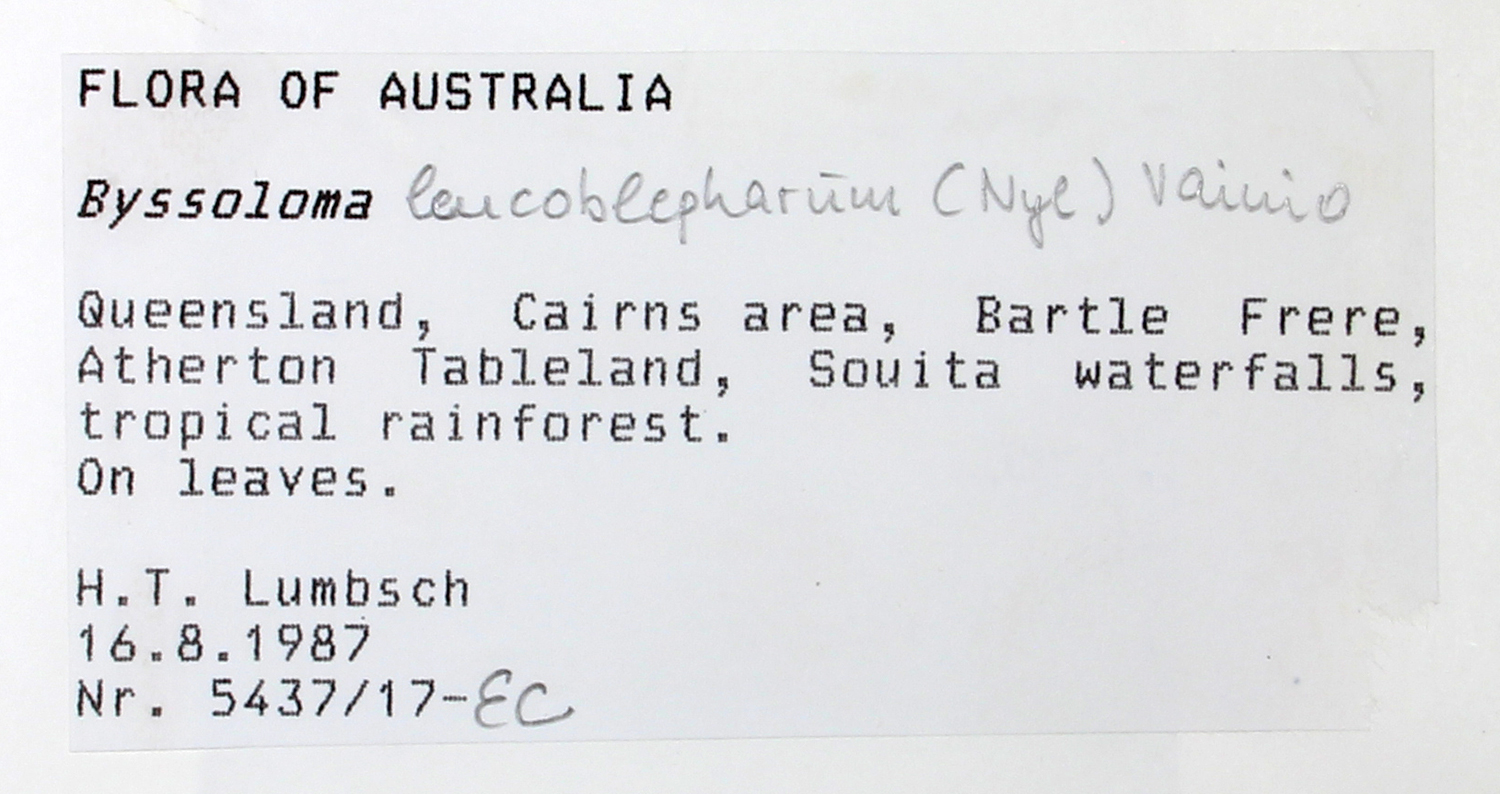 FLORA OF AUSTRALIA
Byssoloma leucoblepharum (Nyl) Vainio
Queensland, Cairns area, Bartle Frere,
Atherton Tableland, Souita waterfalls,
tropical rainforest.
On leaves.
H.T. Lumbsch
16.8.1987
Nr. 5437/17-EC